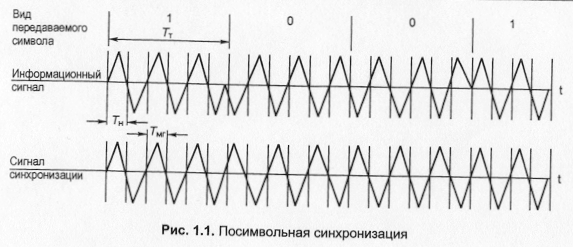 Вид
передаваемого
символа
1
0
0
1
Tт
Информационный
сигнал
t
Tн
Tмг
Сигнал
синхронизации
t
Рис. 1.1. Посимвольная синхронизация